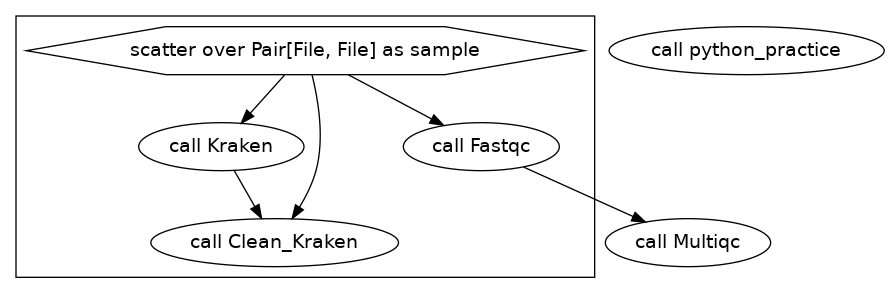 scatter over Pair[File, File] as sample
call python_practice
call Kraken
call Fastqc
call Clean_Kraken
call Multiqc